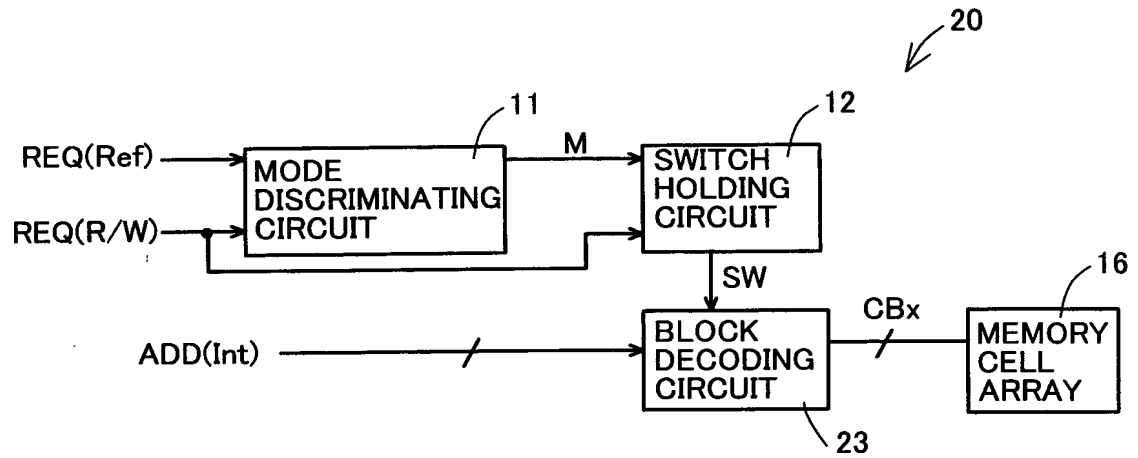 20
11
12
REQ(Ref)
M
MODE
DISCRIMINATING
CIRCUIT
SWITCH
HOLDING
CIRCUIT
REQ(R/W)
SW
16
CBx
ADD(Int)
BLOCK
DECODING
CIRCUIT
MEMORY
CELL
ARRAY
23